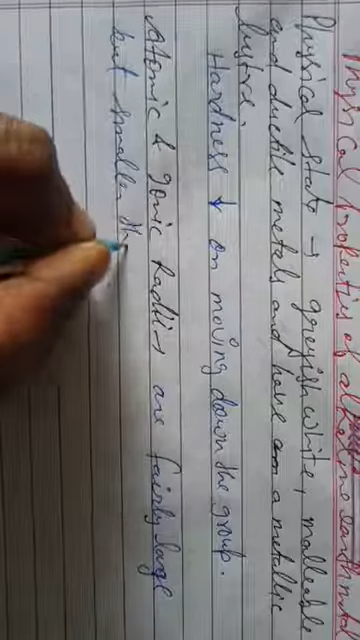 Physical properties of alkaline earth metal
Physical state → greyish white, malleable
and ductile metals and have a metallic
lustre.
Hardness ↓ on moving down the group.
Atomic & Ionic Radii → are fairly large
but smaller th